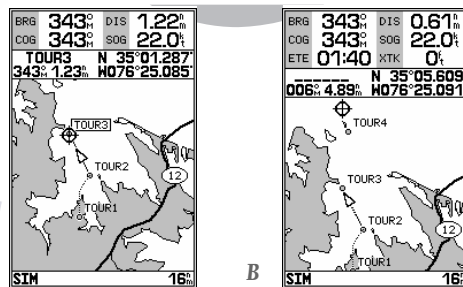 BRG 343°M DIS 1.22nm
COG 343°M SOG 22.0kt
TOUR3 N 35°01.287'
343°M 1.23nm W076°25.085'
TOUR3
TOUR2
12
TOUR1
SIM 16nm
B
BRG 343°M DIS 0.61nm
COG 343°M SOG 22.0kt
ETE 01:40 XTK 0ft
______ N 35°05.609
006°M 4.89nm W076°25.091
TOUR4
TOUR3
TOUR2
12
TOUR1
SIM 16nm